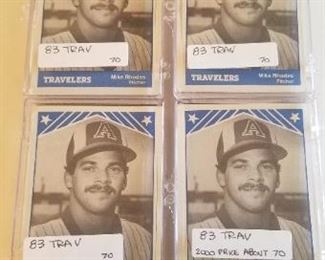 83 TRAV
70
TRAVELERS
Mike Rhodes
Pitcher
83 TRAV
70
TRAVELERS
Mike Rhodes
Pitcher
A
83 TRAV
70
A
83 TRAV
2000 PRICE ABOUT 70